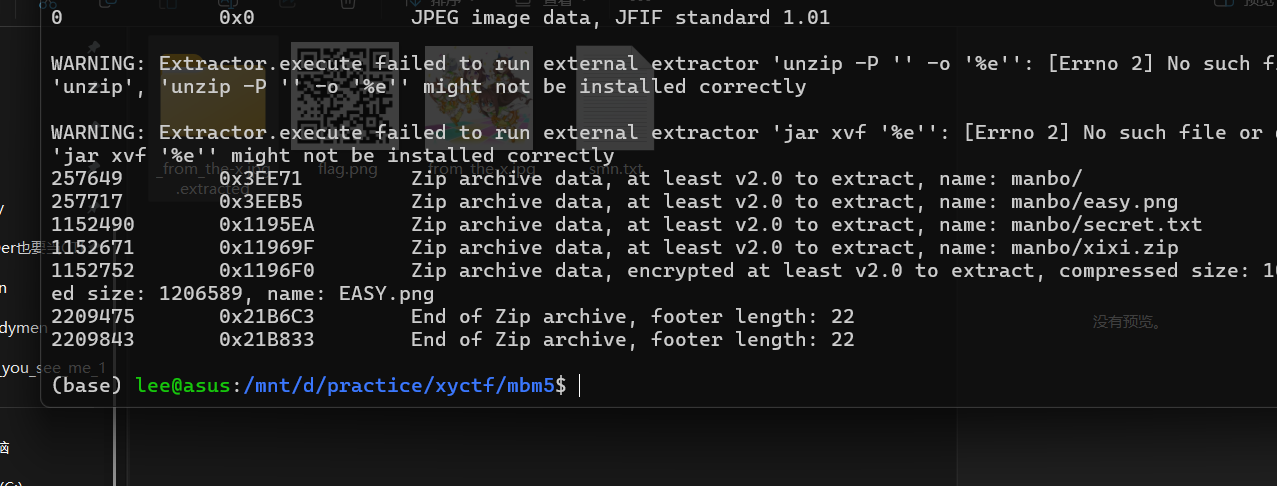 0 0x0 JPEG image data, JFIF standard 1.01
WARNING: Extractor.execute failed to run external extractor 'unzip -P '' -o '%e'': [Errno 2] No such fi
'unzip', 'unzip -P '' -o '%e'' might not be installed correctly
WARNING: Extractor.execute failed to run external extractor 'jar xvf '%e'': [Errno 2] No such file or
'jar xvf '%e'' might not be installed correctly
_from_the-x.jpg
.extracted
flag.png
from_the_x.jpg
smn.txt
257649 0x3EE71 Zip archive data, at least v2.0 to extract, name: manbo/
257717 0x3EEB5 Zip archive data, at least v2.0 to extract, name: manbo/easy.png
1152490 0x1195EA Zip archive data, at least v2.0 to extract, name: manbo/secret.txt
1152671 0x11969F Zip archive data, at least v2.0 to extract, name: manbo/xixi.zip
1152752 0x1196F0 Zip archive data, encrypted at least v2.0 to extract, compressed size: 10
ed size: 1206589, name: EASY.png
2209475 0x21B6C3 End of Zip archive, footer length: 22
2209843 0x21B833 End of Zip archive, footer length: 22
(base) lee@asus:/mnt/d/practice/xyctf/mbm5$
没有预览。
er也要
dymen
_you_see_me_1